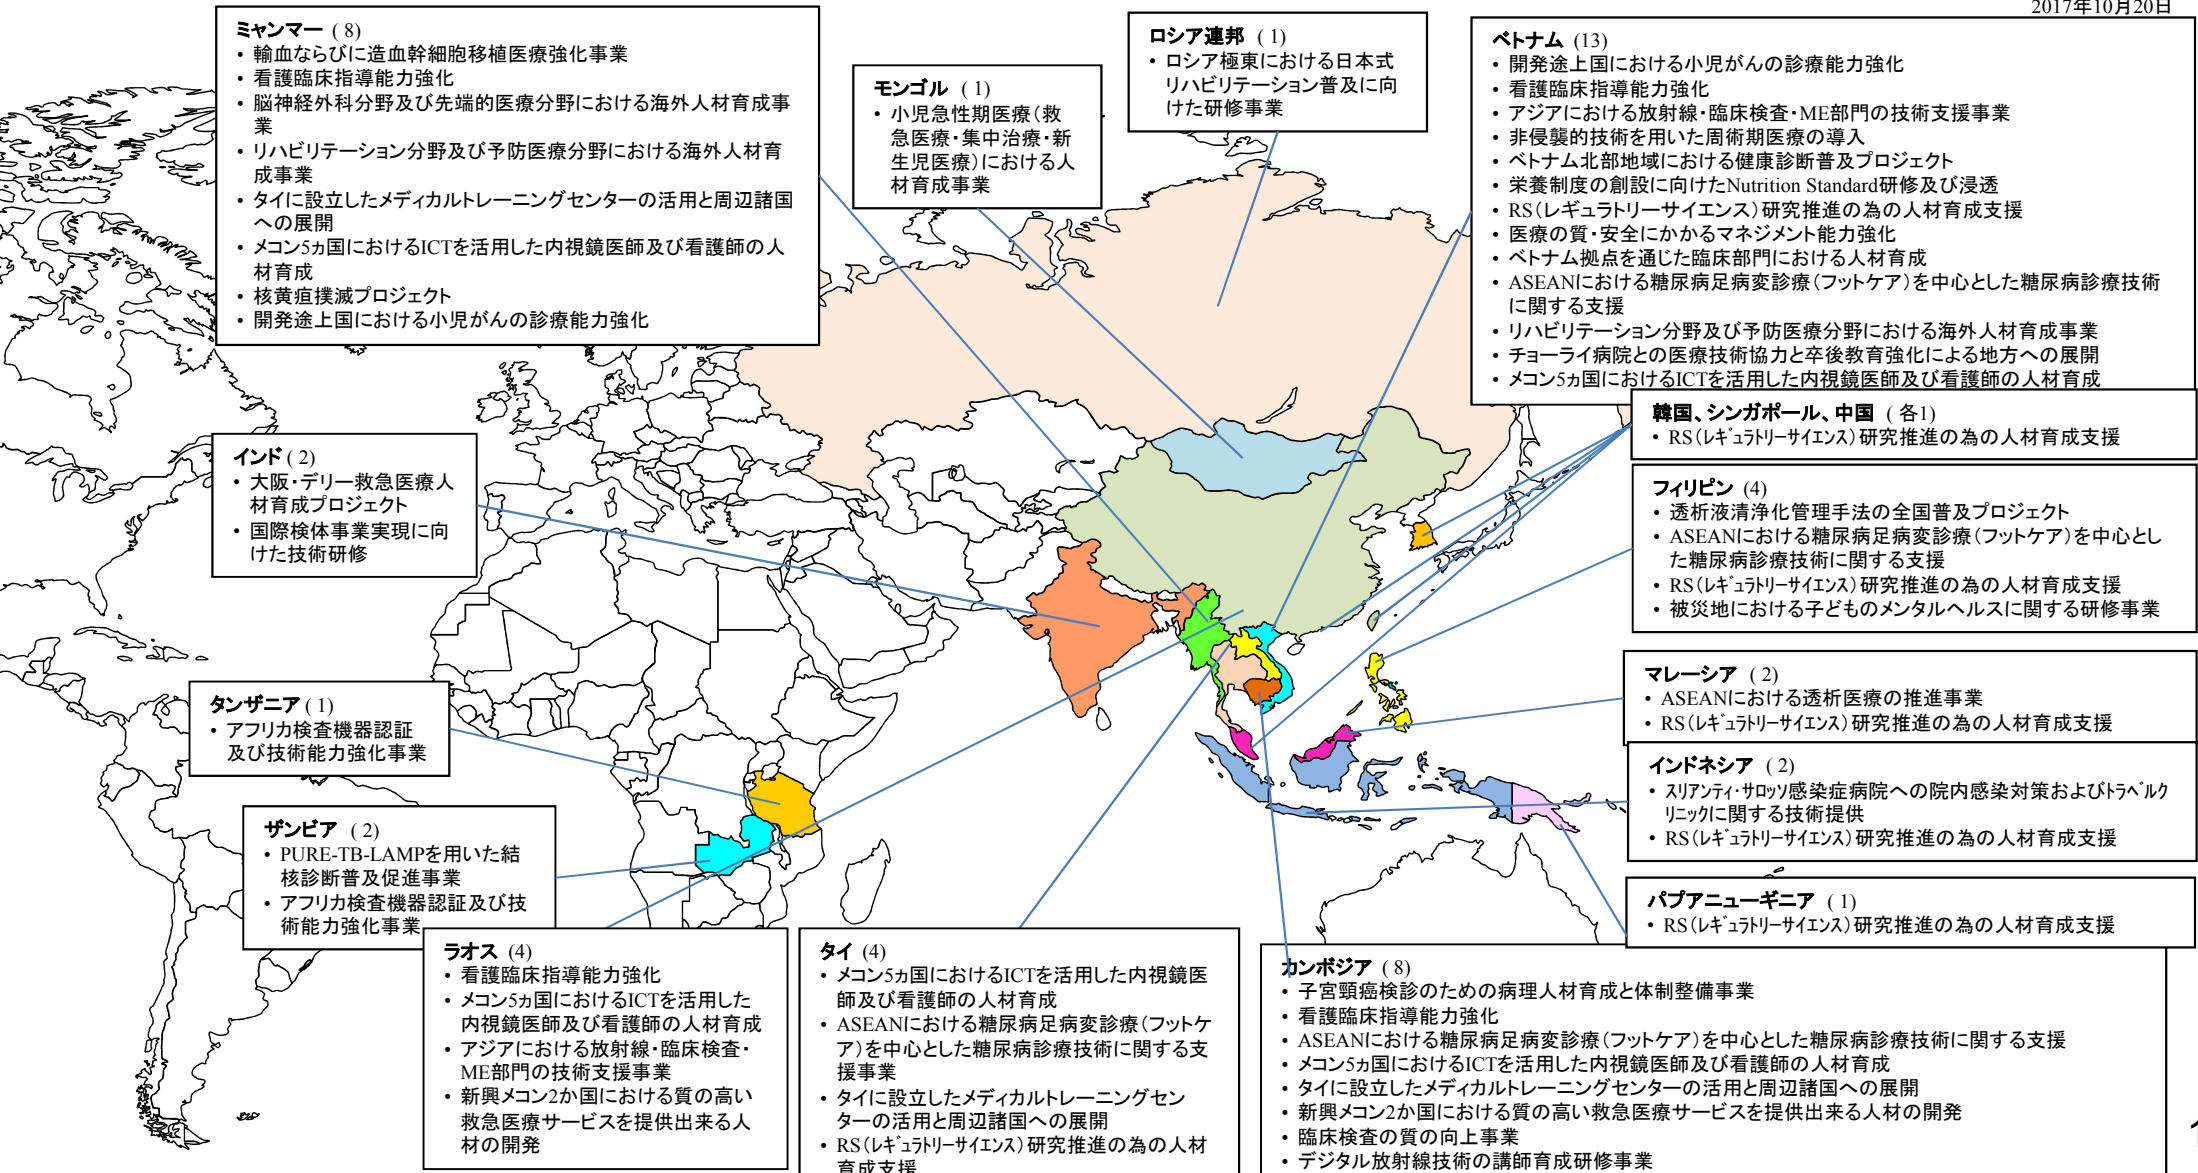 2017年10月20日
ミャンマー ( 8)
• 輸血ならびに造血幹細胞移植医療強化事業
• 看護臨床指導能力強化
• 脳神経外科分野及び先端的医療分野における海外人材育成事
業
• リハビリテーション分野及び予防医療分野における海外人材育
成事業
• タイに設立したメディカルトレーニングセンターの活用と周辺諸国
への展開
• メコン5ヵ国におけるICTを活用した内視鏡医師及び看護師の人
材育成
• 核黄疸撲滅プロジェクト
• 開発途上国における小児がんの診療能力強化
モンゴル ( 1)
• 小児急性期医療（救
急医療・集中治療・新
生児医療）における人
材育成事業
ロシア連邦 ( 1)
• ロシア極東における日本式
リハビリテーション普及に向
けた研修事業
ベトナム (13)
• 開発途上国における小児がんの診療能力強化
• 看護臨床指導能力強化
• アジアにおける放射線・臨床検査・ME部門の技術支援事業
• 非侵襲的技術を用いた周術期医療の導入
• ベトナム北部地域における健康診断普及プロジェクト
• 栄養制度の創設に向けたNutrition Standard研修及び浸透
• RS（レギュラトリーサイエンス）研究推進の為の人材育成支援
• 医療の質・安全にかかるマネジメント能力強化
• ベトナム拠点を通じた臨床部門における人材育成
• ASEANにおける糖尿病足病変診療（フットケア）を中心とした糖尿病診療技術
に関する支援
• リハビリテーション分野及び予防医療分野における海外人材育成事業
• チョーライ病院との医療技術協力と卒後教育強化による地方への展開
• メコン5ヵ国におけるICTを活用した内視鏡医師及び看護師の人材育成
韓国、シンガポール、中国 ( 各1)
• RS（ﾚｷﾞｭﾗﾄﾘｰｻｲｴﾝｽ）研究推進の為の人材育成支援
インド ( 2)
• 大阪・デリー救急医療人
材育成プロジェクト
• 国際検体事業実現に向
けた技術研修
フィリピン (4)
• 透析液清浄化管理手法の全国普及プロジェクト
• ASEANにおける糖尿病足病変診療（フットケア）を中心とし
た糖尿病診療技術に関する支援
• RS（ﾚｷﾞｭﾗﾄﾘｰｻｲｴﾝｽ）研究推進の為の人材育成支援
• 被災地における子どものメンタルヘルスに関する研修事業
マレーシア ( 2)
• ASEANにおける透析医療の推進事業
• RS（ﾚｷﾞｭﾗﾄﾘｰｻｲｴﾝｽ）研究推進の為の人材育成支援
タンザニア ( 1)
• アフリカ検査機器認証
及び技術能力強化事業
インドネシア ( 2)
• ｽﾘｱﾝﾃｨ・ｻﾛｯｿ感染症病院への院内感染対策およびﾄﾗﾍﾞﾙｸ
ﾘﾆｯｸに関する技術提供
• RS（ﾚｷﾞｭﾗﾄﾘｰｻｲｴﾝｽ）研究推進の為の人材育成支援
ザンビア ( 2)
• PURE-TB-LAMPを用いた結
核診断普及促進事業
• アフリカ検査機器認証及び技
術能力強化事業
パプアニューギニア ( 1)
• RS（ﾚｷﾞｭﾗﾄﾘｰｻｲｴﾝｽ）研究推進の為の人材育成支援
ラオス (4)
• 看護臨床指導能力強化
• メコン5ヵ国におけるICTを活用した
内視鏡医師及び看護師の人材育成
• アジアにおける放射線・臨床検査・
ME部門の技術支援事業
• 新興メコン2か国における質の高い
救急医療サービスを提供出来る人
材の開発
タイ (4)
• メコン5ヵ国におけるICTを活用した内視鏡医
師及び看護師の人材育成
• ASEANにおける糖尿病足病変診療（フットケ
ア）を中心とした糖尿病診療技術に関する支
援事業
• タイに設立したメディカルトレーニングセン
ターの活用と周辺諸国への展開
• RS（ﾚｷﾞｭﾗﾄﾘｰｻｲｴﾝｽ）研究推進の為の人材
育成支援
カンボジア ( 8)
• 子宮頸癌検診のための病理人材育成と体制整備事業
• 看護臨床指導能力強化
• ASEANにおける糖尿病足病変診療（フットケア）を中心とした糖尿病診療技術に関する支援
• メコン5ヵ国におけるICTを活用した内視鏡医師及び看護師の人材育成
• タイに設立したメディカルトレーニングセンターの活用と周辺諸国への展開
• 新興メコン2か国における質の高い救急医療サービスを提供出来る人材の開発
• 臨床検査の質の向上事業
• デジタル放射線技術の講師育成研修事業